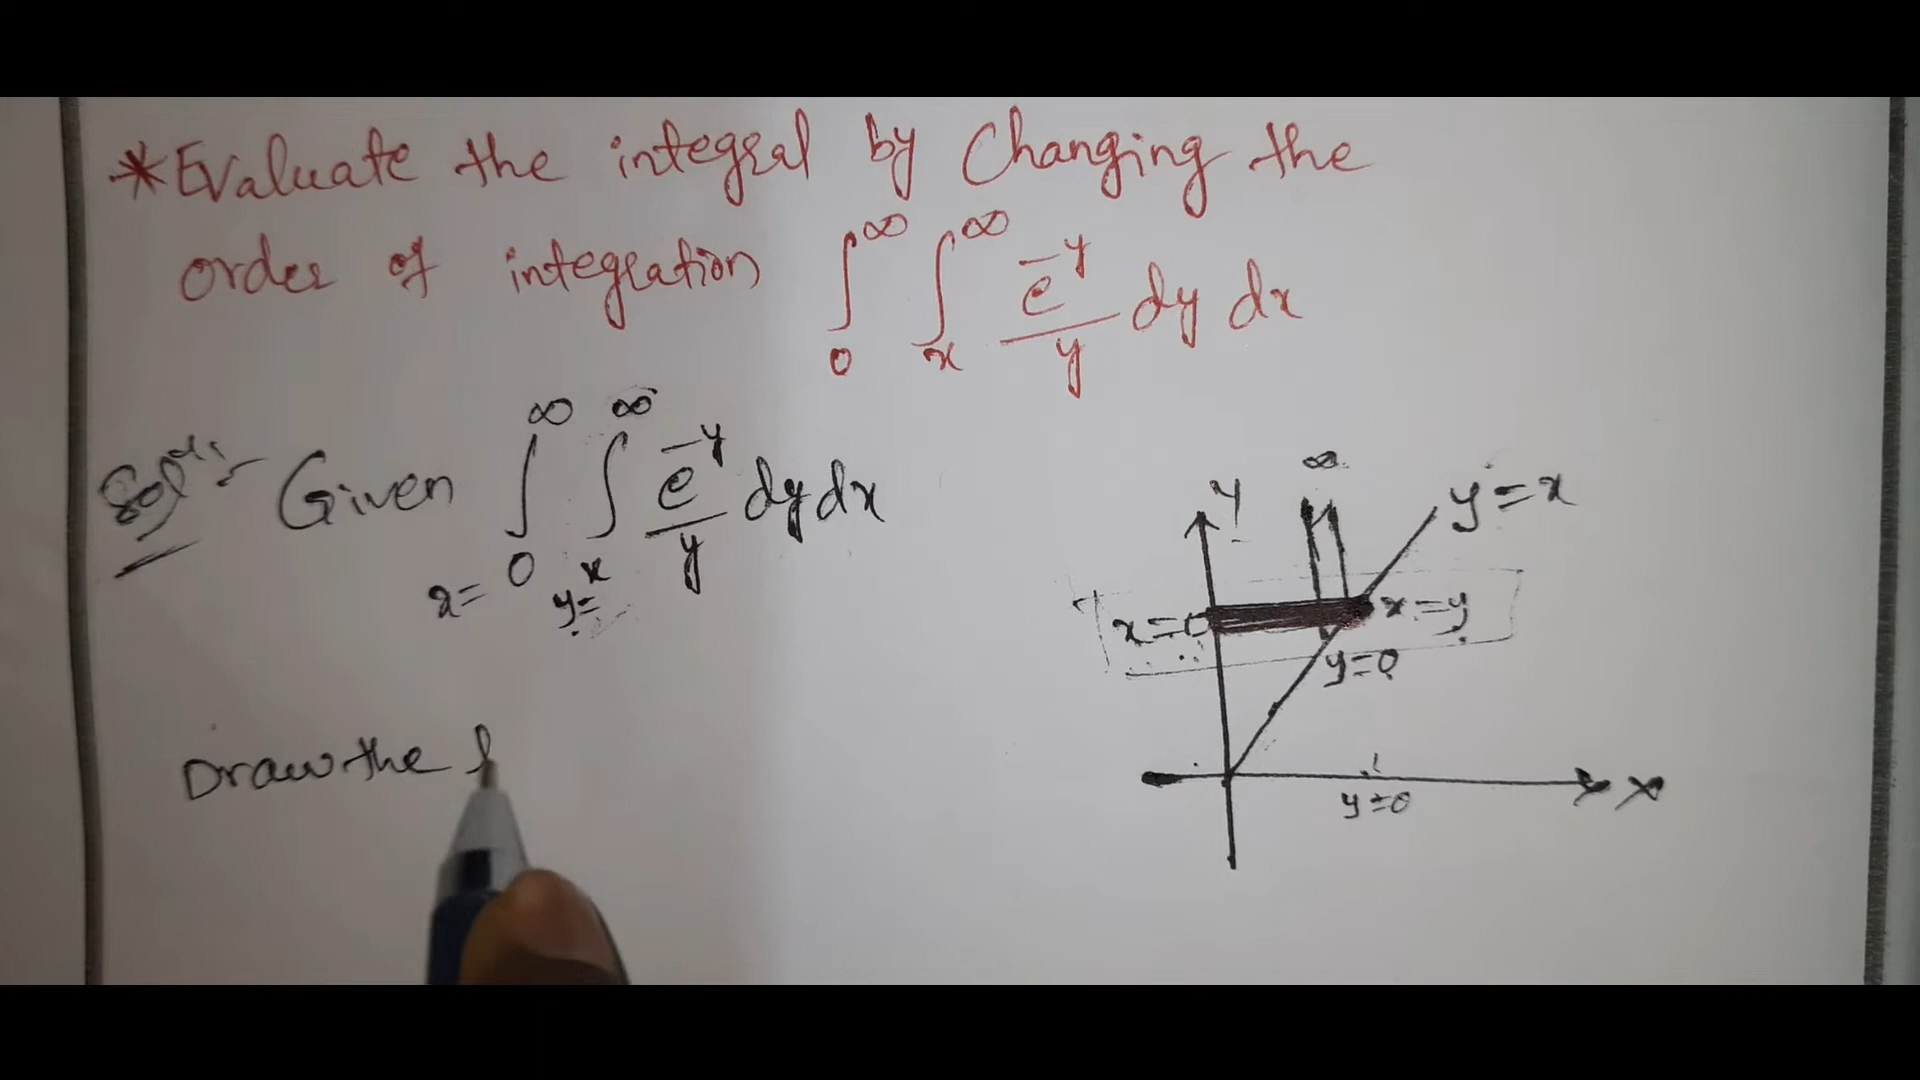 *Evaluate the integral by Changing the
order of integration ∫₀^∞ ∫ₓ^∞ e^{-y}/y dy dx
Solⁿ:- Given ∫_{x=0}^∞ ∫_{y=x}^∞ e^{-y}/y dy dx
∞
y y=x
x=0 x=y
y=0
Draw the
x
y=0